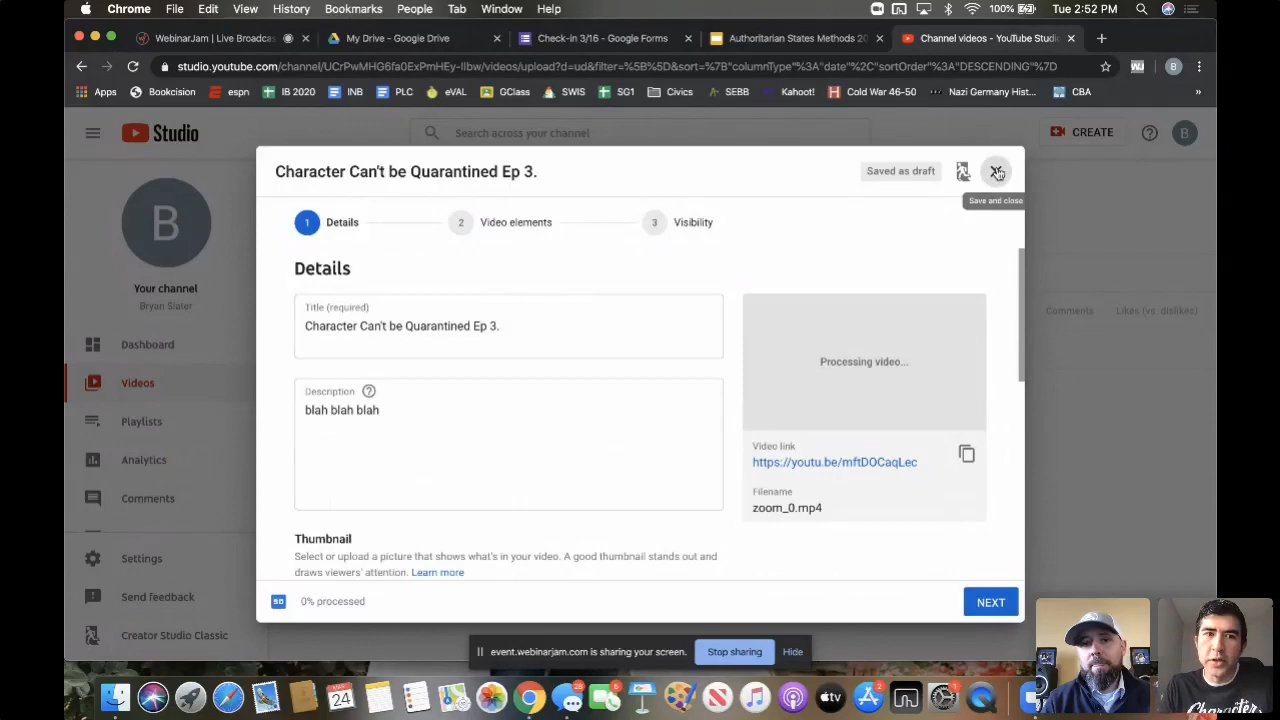 Chrome File Edit View History Bookmarks People Tab Window Help 100% Tue 2:52 PM
WebinarJam | Live Broadcas My Drive - Google Drive Check-in 3/16 - Google Forms Authoritarian States Methods 20 Channel videos - YouTube Studio
studio.youtube.com/channel/UCrPwMHG6fa0ExPmHEy-IIbw/videos/upload?d=ud&filter=%5B%5D&sort=%7B"columnType"%3A"date"%2C"sortOrder"%3A"DESCENDING"%7D
Apps Bookcision espn IB 2020 INB PLC eVAL Class SWIS SG1 Civics SEBB Kahoot! Cold War 46-50 Nazi Germany Hist... CBA »
Studio Search across your channel CREATE B
Character Can't be Quarantined Ep 3. Saved as draft
Save and close
B
1 Details 2 Video elements 3 Visibility
Details
Your channel
Bryan Slater
Title (required)
Character Can't be Quarantined Ep 3.
Comments Likes (vs. dislikes)
Dashboard
Videos
Playlists
Analytics
Comments
Processing video...
Description
blah blah blah
Video link
https://youtu.be/mftDOCaqLec
Filename
zoom_0.mp4
Thumbnail
Select or upload a picture that shows what's in your video. A good thumbnail stands out and
draws viewers' attention. Learn more
Settings
Send feedback
Creator Studio Classic
0% processed NEXT
event.webinarjam.com is sharing your screen. Stop sharing Hide
24
28
6
tv
2
1
Character